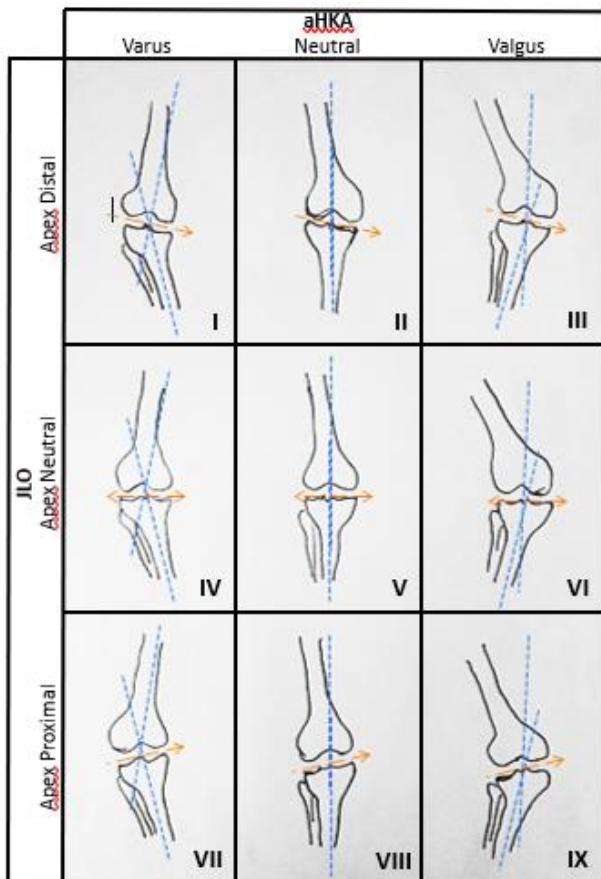 aHKA
Varus Neutral Valgus
JLO
Apex Distal
I II III
Apex Neutral
IV V VI
Apex Proximal
VII VIII IX